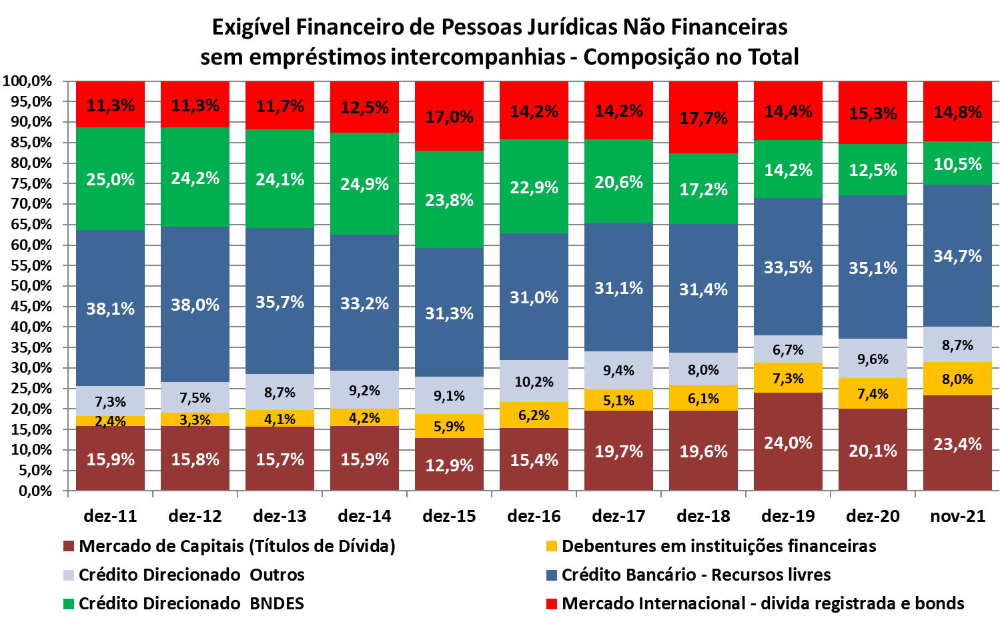 Exigível Financeiro de Pessoas Jurídicas Não Financeiras
sem empréstimos intercompanhias - Composição no Total
100,0%
95,0%
90,0%
85,0%
80,0%
75,0%
70,0%
65,0%
60,0%
55,0%
50,0%
45,0%
40,0%
35,0%
30,0%
25,0%
20,0%
15,0%
10,0%
5,0%
0,0%
11,3% 11,3% 11,7% 12,5% 17,0% 14,2% 14,2% 17,7% 14,4% 15,3% 14,8%
25,0% 24,2% 24,1% 24,9% 23,8% 22,9% 20,6% 17,2% 14,2% 12,5% 10,5%
38,1% 38,0% 35,7% 33,2% 31,3% 31,0% 31,1% 31,4% 33,5% 35,1% 34,7%
7,3% 7,5% 8,7% 9,2% 9,1% 10,2% 9,4% 8,0% 6,7% 9,6% 8,7%
2,4% 3,3% 4,1% 4,2% 5,9% 6,2% 5,1% 6,1% 7,3% 7,4% 8,0%
15,9% 15,8% 15,7% 15,9% 12,9% 15,4% 19,7% 19,6% 24,0% 20,1% 23,4%
dez-11 dez-12 dez-13 dez-14 dez-15 dez-16 dez-17 dez-18 dez-19 dez-20 nov-21
Mercado de Capitais (Títulos de Dívida) Debentures em instituições financeiras
Crédito Direcionado Outros Crédito Bancário - Recursos livres
Crédito Direcionado BNDES Mercado Internacional - divida registrada e bonds